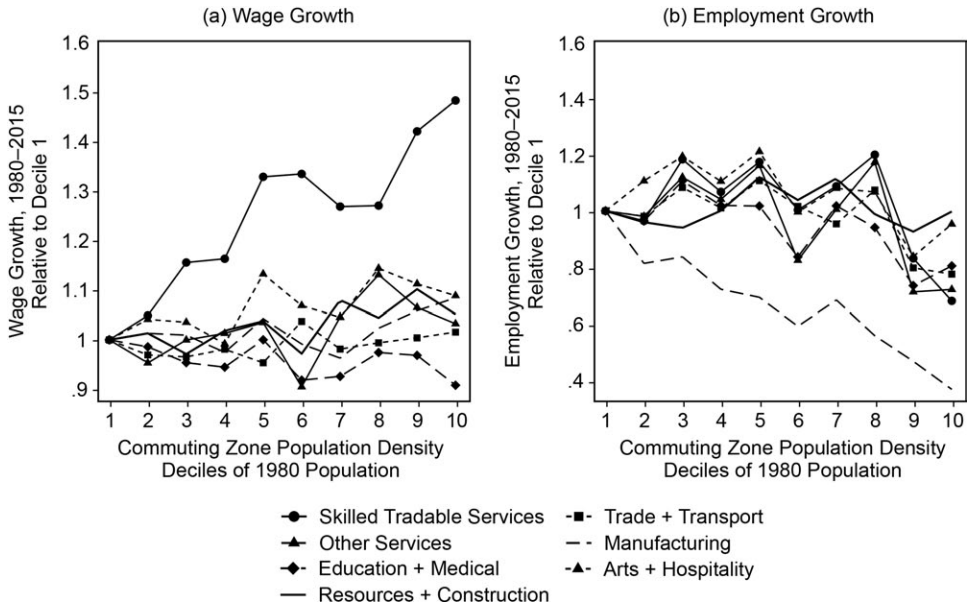 (a) Wage Growth
1.6
1.5
1.4
1.3
1.2
1.1
1
.9
Wage Growth, 1980–2015
Relative to Decile 1
1 2 3 4 5 6 7 8 9 10
Commuting Zone Population Density
Deciles of 1980 Population
(b) Employment Growth
1.6
1.4
1.2
1
.8
.6
.4
Employment Growth, 1980–2015
Relative to Decile 1
1 2 3 4 5 6 7 8 9 10
Commuting Zone Population Density
Deciles of 1980 Population
Skilled Tradable Services
Other Services
Education + Medical
Resources + Construction
Trade + Transport
Manufacturing
Arts + Hospitality